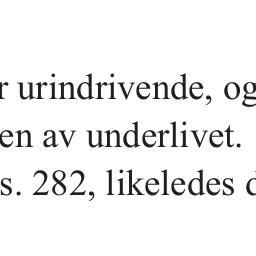 r urindrivende, og
en av underlivet.
s. 282, likeledes d